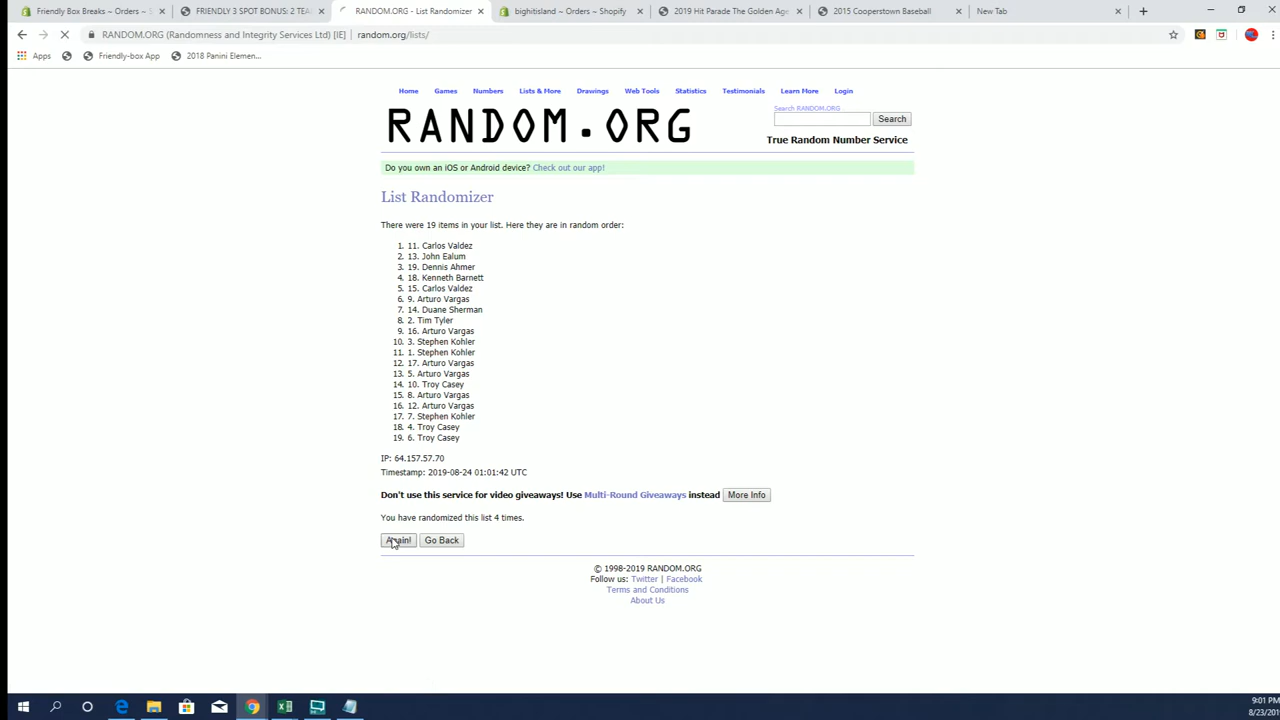 Friendly Box Breaks ~ Orders ~ S
FRIENDLY 3 SPOT BONUS: 2 TEA
RANDOM.ORG - List Randomizer
bighitisland ~ Orders ~ Shopify
2019 Hit Parade The Golden Age
2015 Cooperstown Baseball
New Tab
RANDOM.ORG (Randomness and Integrity Services Ltd) [IE] | random.org/lists/
Apps
Friendly-box App
2018 Panini Elemen...
Home Games Numbers Lists & More Drawings Web Tools Statistics Testimonials Learn More Login
RANDOM.ORG
Search RANDOM.ORG
Search
True Random Number Service
Do you own an iOS or Android device? Check out our app!
List Randomizer
There were 19 items in your list. Here they are in random order:
1. 11. Carlos Valdez
2. 13. John Ealum
3. 19. Dennis Ahmer
4. 18. Kenneth Barnett
5. 15. Carlos Valdez
6. 9. Arturo Vargas
7. 14. Duane Sherman
8. 2. Tim Tyler
9. 16. Arturo Vargas
10. 3. Stephen Kohler
11. 1. Stephen Kohler
12. 17. Arturo Vargas
13. 5. Arturo Vargas
14. 10. Troy Casey
15. 8. Arturo Vargas
16. 12. Arturo Vargas
17. 7. Stephen Kohler
18. 4. Troy Casey
19. 6. Troy Casey
IP: 64.157.57.70
Timestamp: 2019-08-24 01:01:42 UTC
Don't use this service for video giveaways! Use Multi-Round Giveaways instead More Info
You have randomized this list 4 times.
Again! Go Back
© 1998-2019 RANDOM.ORG
Follow us: Twitter | Facebook
Terms and Conditions
About Us
9:01 PM
8/23/201